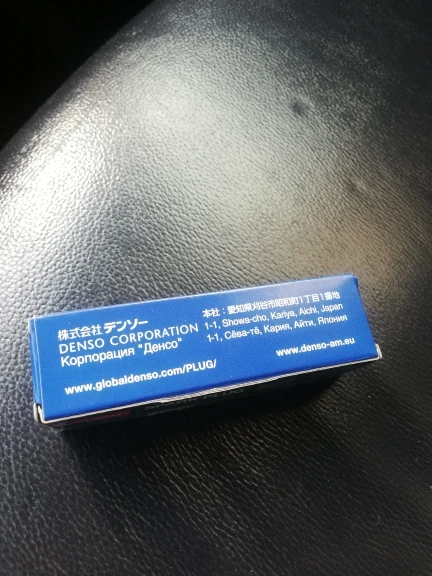 株式会社 デンソー
DENSO CORPORATION
Корпорация "Денсо"
本社：愛知県刈谷市昭和町1丁目1番地
1-1, Showa-cho, Kariya, Aichi, Japan
1-1, Сёва-тё, Кария, Айти, Япония
www.globaldenso.com/PLUG/
www.denso-am.eu